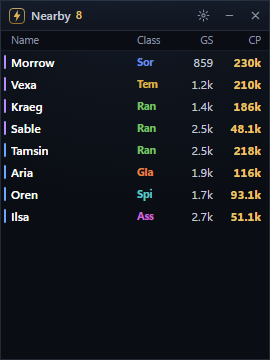 Nearby 8
Name Class GS CP
Morrow Sor 859 230k
Vexa Tem 1.2k 210k
Kraeg Ran 1.4k 186k
Sable Ran 2.5k 48.1k
Tamsin Ran 2.5k 218k
Aria Gla 1.9k 116k
Oren Spi 1.7k 93.1k
Ilsa Ass 2.7k 51.1k